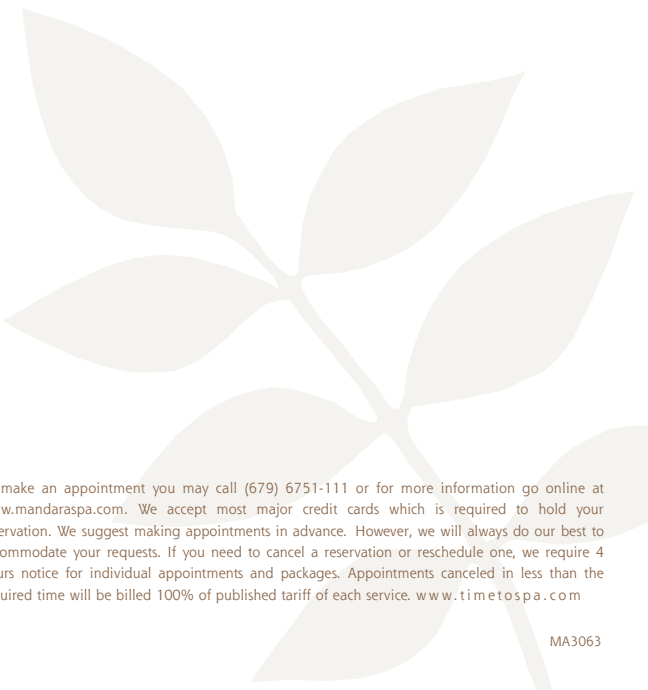 make an appointment you may call (679) 6751-111 or for more information go online at
w.mandaraspa.com. We accept most major credit cards which is required to hold your
ervation. We suggest making appointments in advance. However, we will always do our best to
ommodate your requests. If you need to cancel a reservation or reschedule one, we require 4
urs notice for individual appointments and packages. Appointments canceled in less than the
uired time will be billed 100% of published tariff of each service. www.timetospa.com
MA3063